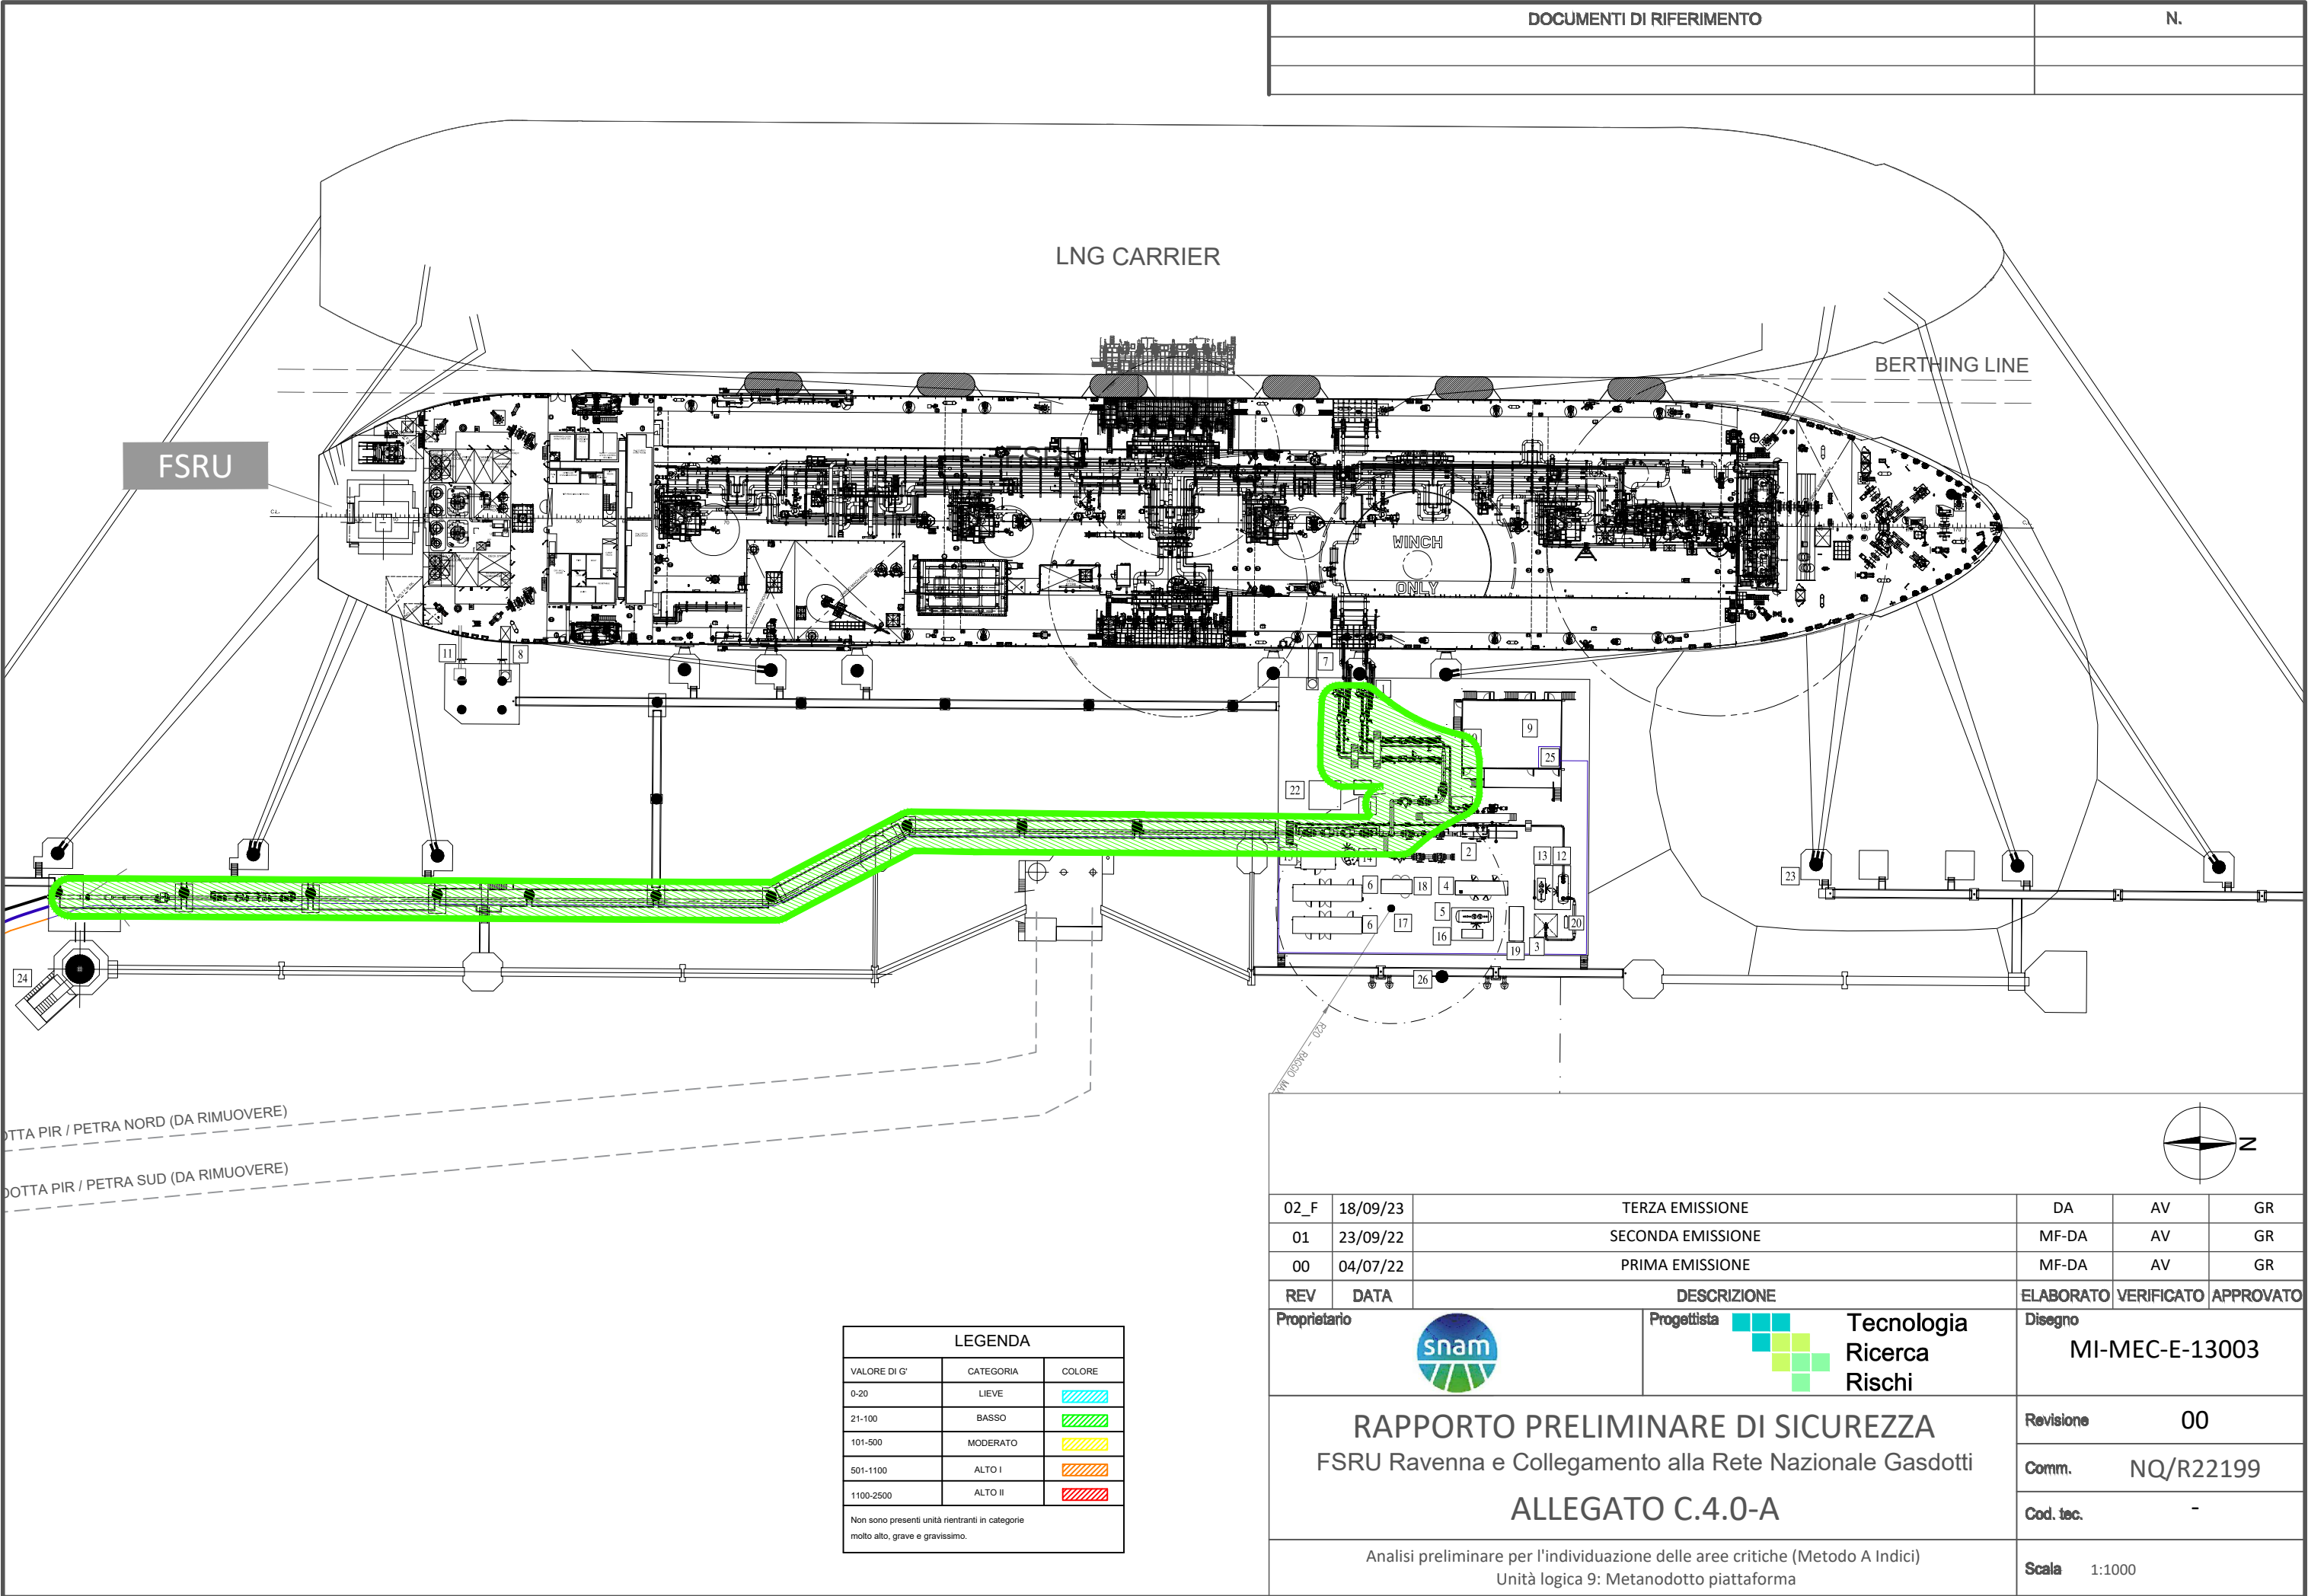 DOCUMENTI DI RIFERIMENTO N.
LNG CARRIER
BERTHING LINE
FSRU
WINCH
ONLY
11
8
7
9
25
22
2
13 12
14
6
18
4
5
6
17
16
19
3
20
23
24
26
OTTA PIR / PETRA NORD (DA RIMUOVERE)
DOTTA PIR / PETRA SUD (DA RIMUOVERE)
N
02_F 18/09/23 TERZA EMISSIONE DA AV GR
01 23/09/22 SECONDA EMISSIONE MF-DA AV GR
00 04/07/22 PRIMA EMISSIONE MF-DA AV GR
REV DATA DESCRIZIONE ELABORATO VERIFICATO APPROVATO
Proprietario
snam
Progettista
Tecnologia
Ricerca
Rischi
Disegno
MI-MEC-E-13003
RAPPORTO PRELIMINARE DI SICUREZZA
FSRU Ravenna e Collegamento alla Rete Nazionale Gasdotti
ALLEGATO C.4.0-A
Revisione 00
Comm. NQ/R22199
Cod. tec. -
Analisi preliminare per l'individuazione delle aree critiche (Metodo A Indici)
Unità logica 9: Metanodotto piattaforma
Scala 1:1000
LEGENDA
VALORE DI G' CATEGORIA COLORE
0-20 LIEVE
21-100 BASSO
101-500 MODERATO
501-1100 ALTO I
1100-2500 ALTO II
Non sono presenti unità rientranti in categorie
molto alto, grave e gravissimo.